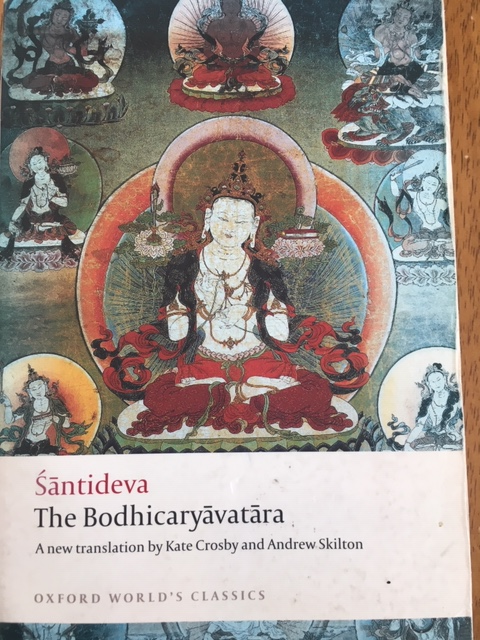 Śāntideva
The Bodhicaryāvatāra
A new translation by Kate Crosby and Andrew Skilton
OXFORD WORLD'S CLASSICS